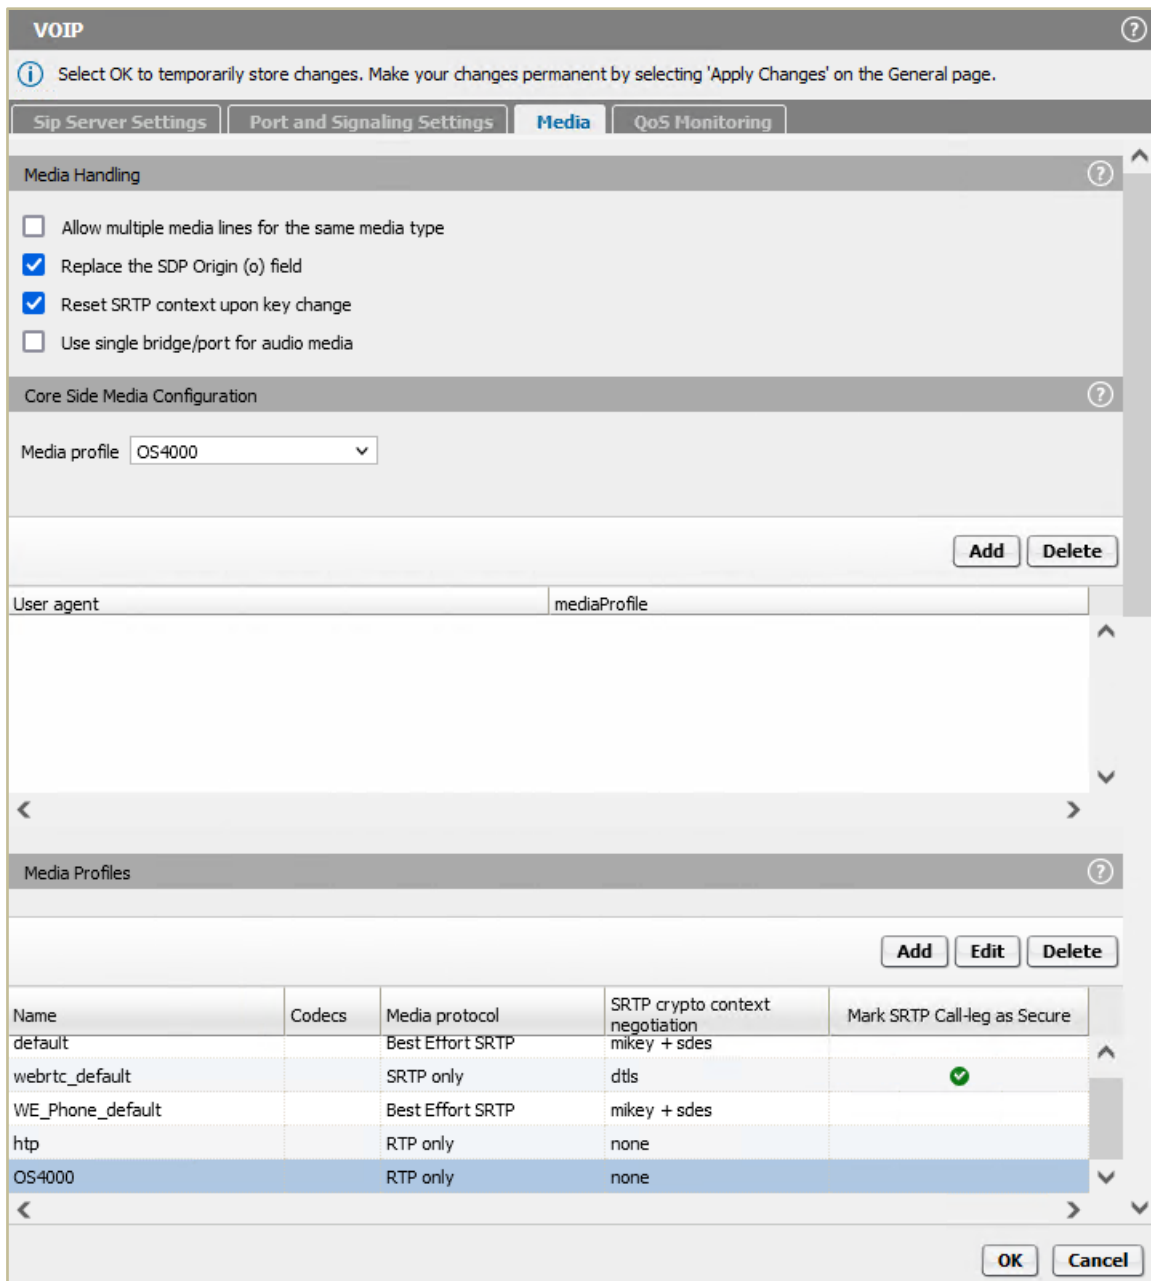 VOIP
Select OK to temporarily store changes. Make your changes permanent by selecting 'Apply Changes' on the General page.
Sip Server Settings Port and Signaling Settings Media QoS Monitoring
Media Handling
Allow multiple media lines for the same media type
Replace the SDP Origin (o) field
Reset SRTP context upon key change
Use single bridge/port for audio media
Core Side Media Configuration
Media profile OS4000
Add Delete
User agent mediaProfile
Media Profiles
Add Edit Delete
Name Codecs Media protocol SRTP crypto context negotiation Mark SRTP Call-leg as Secure
default Best Effort SRTP mikey + sdes
webrtc_default SRTP only dtls
WE_Phone_default Best Effort SRTP mikey + sdes
htp RTP only none
OS4000 RTP only none
OK Cancel